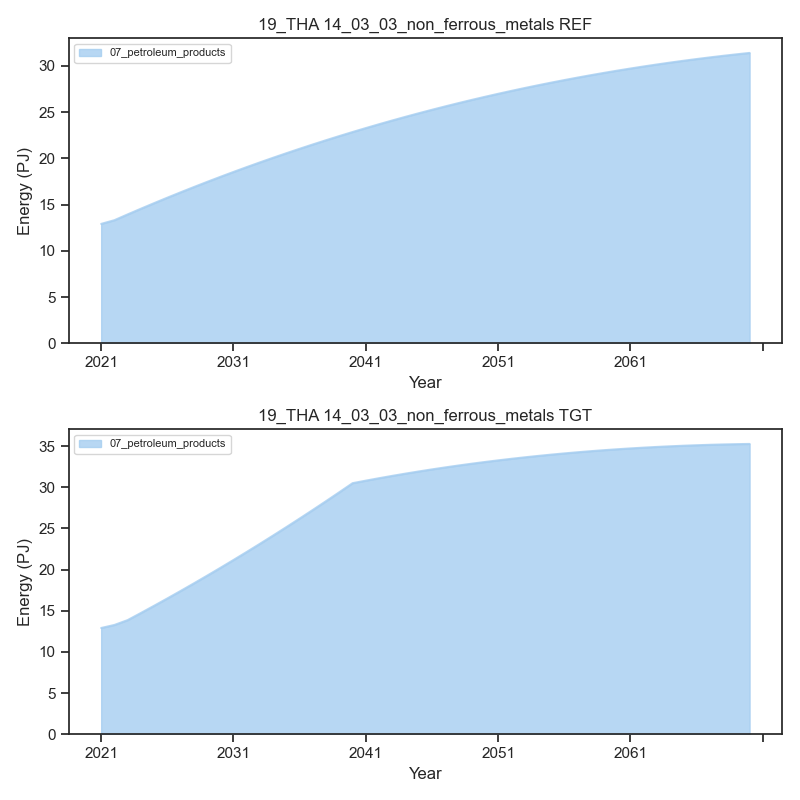 19_THA 14_03_03_non_ferrous_metals REF
07_petroleum_products
Energy (PJ)
30
25
20
15
10
5
0
2021 2031 2041 2051 2061
Year
19_THA 14_03_03_non_ferrous_metals TGT
07_petroleum_products
Energy (PJ)
35
30
25
20
15
10
5
0
2021 2031 2041 2051 2061
Year